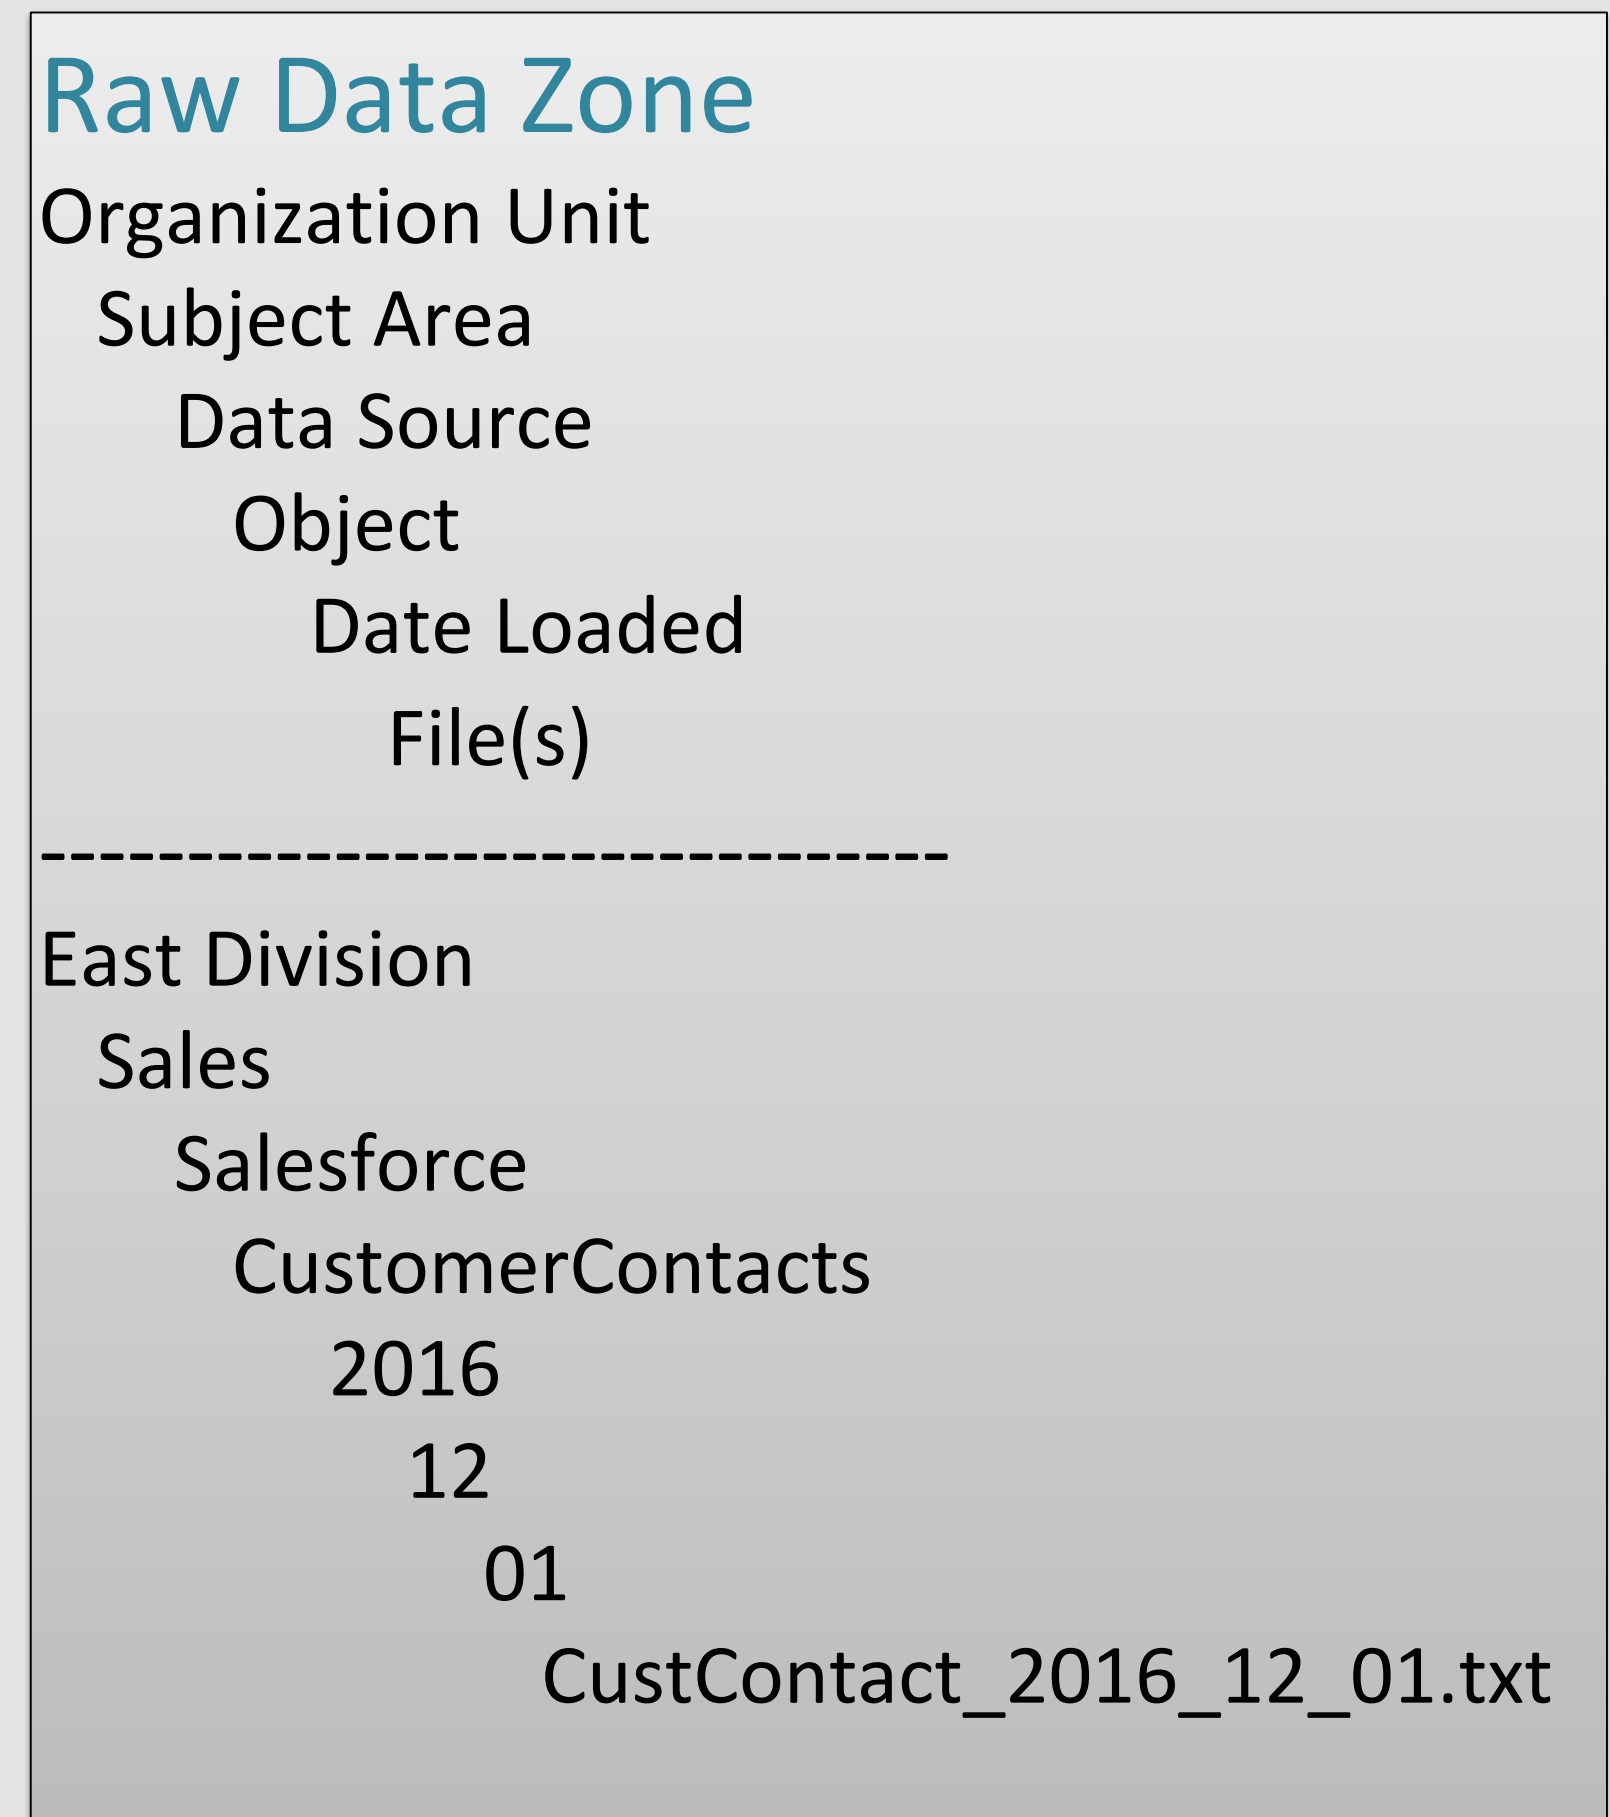 Raw Data Zone
Organization Unit
Subject Area
Data Source
Object
Date Loaded
File(s)
-------------------------------
East Division
Sales
Salesforce
CustomerContacts
2016
12
01
CustContact_2016_12_01.txt